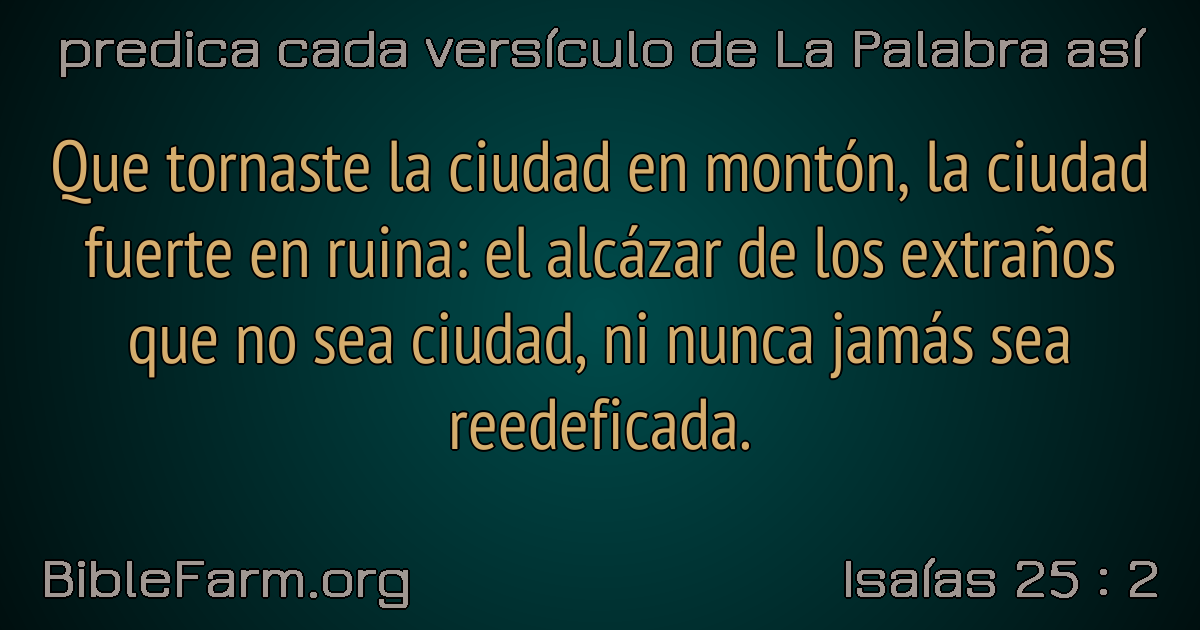 predica cada versículo de La Palabra así
Que tornaste la ciudad en montón, la ciudad
fuerte en ruina: el alcázar de los extraños
que no sea ciudad, ni nunca jamás sea
reedeficada.
BibleFarm.org
Isaías 25 : 2